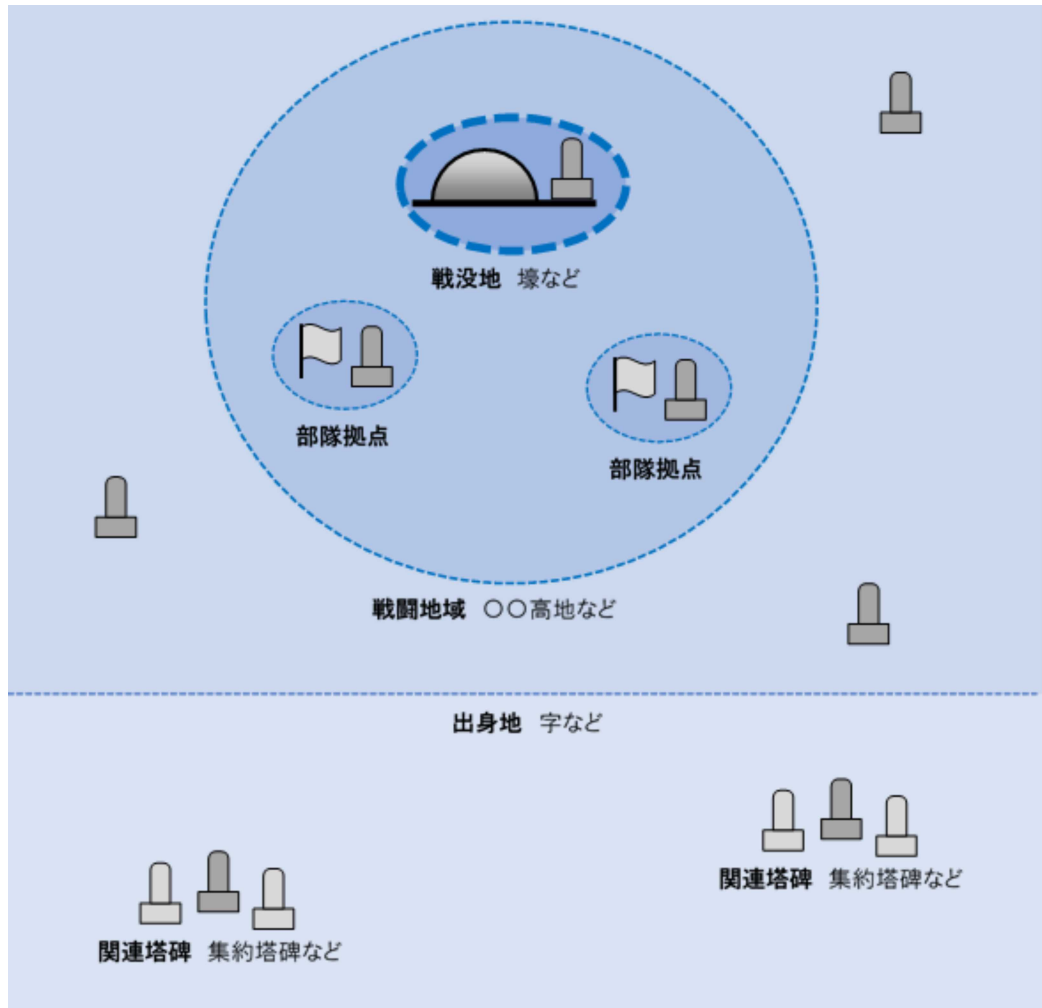 戦没地 壕など
部隊拠点
部隊拠点
戦闘地域 〇〇高地など
出身地 字など
関連塔碑 集約塔碑など
関連塔碑 集約塔碑など